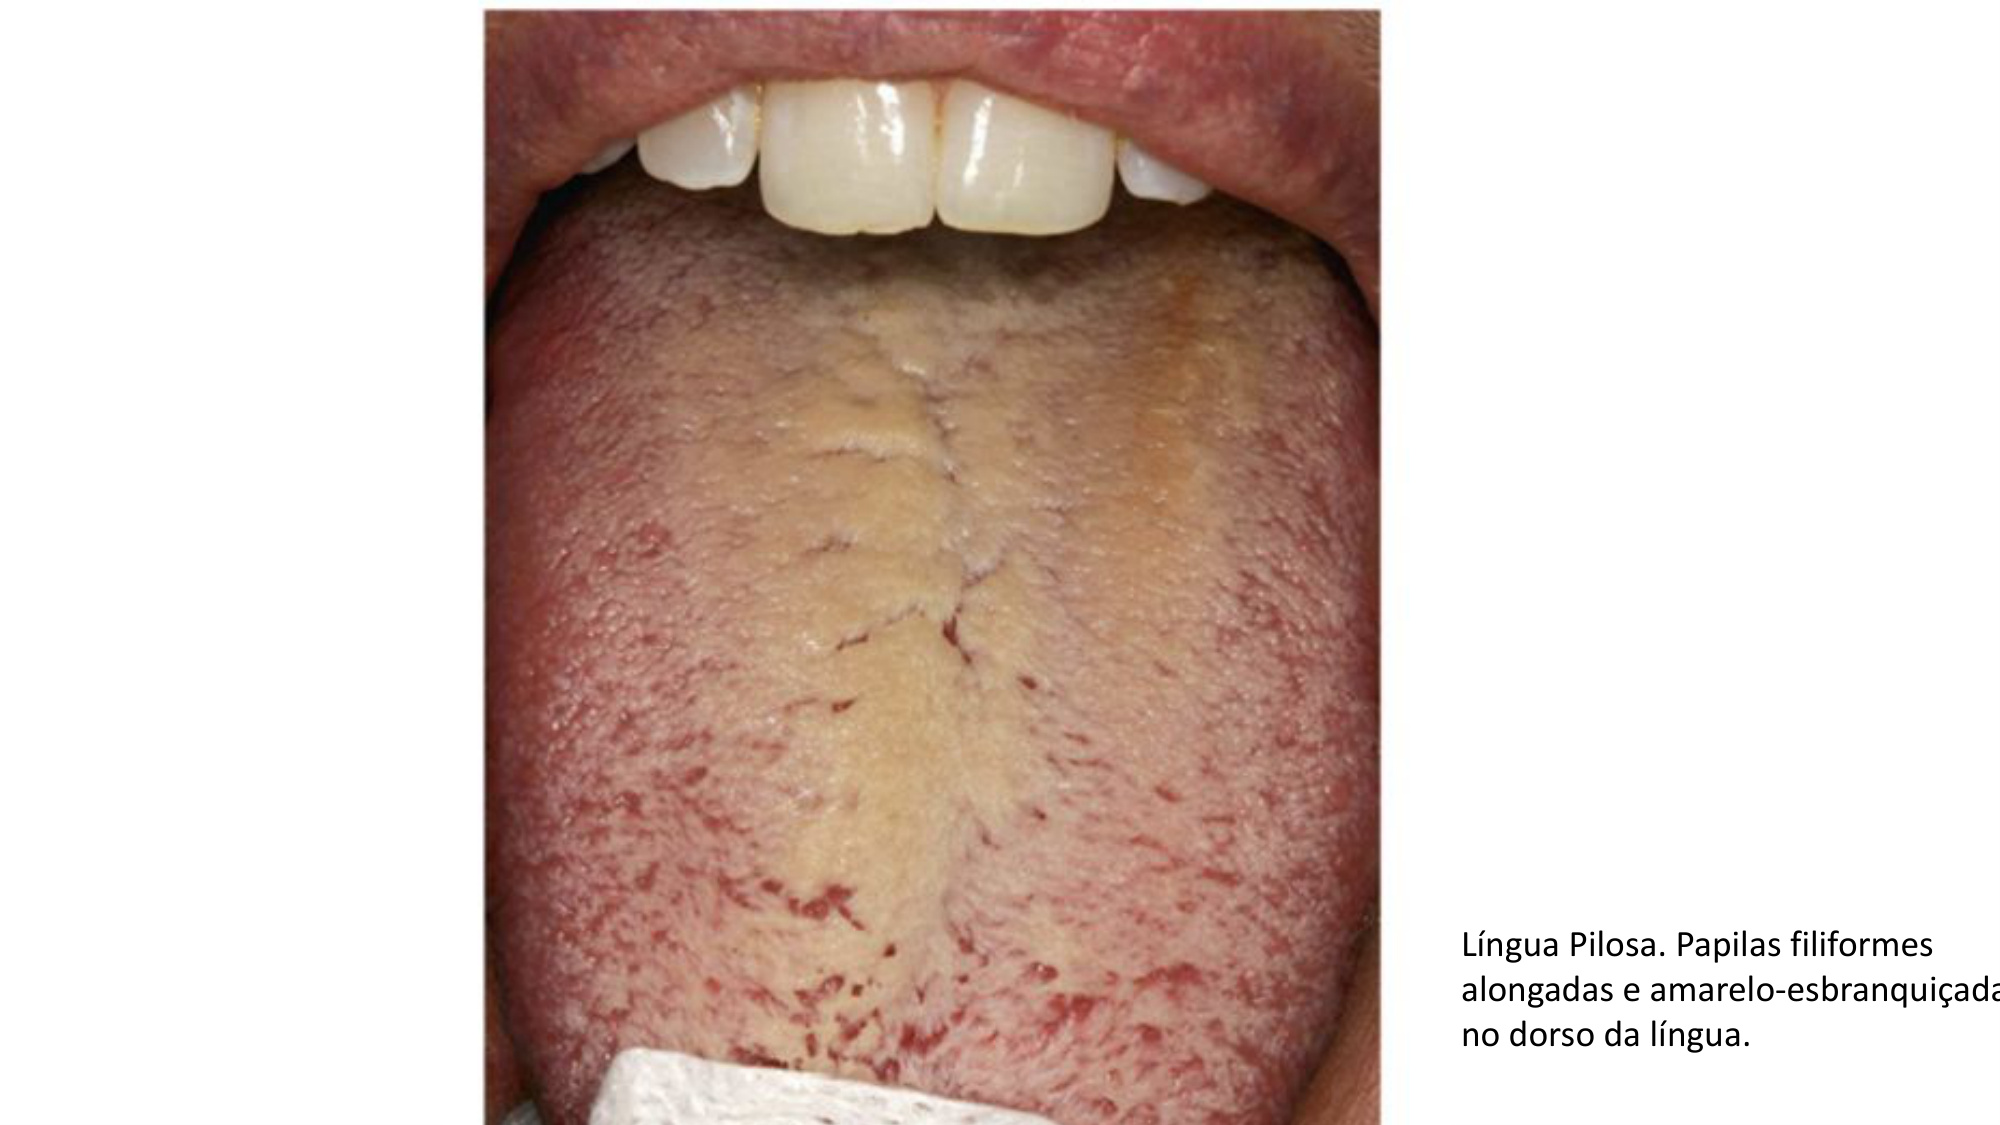 Língua Pilosa. Papilas filiformes
alongadas e amarelo-esbranquiçada
no dorso da língua.